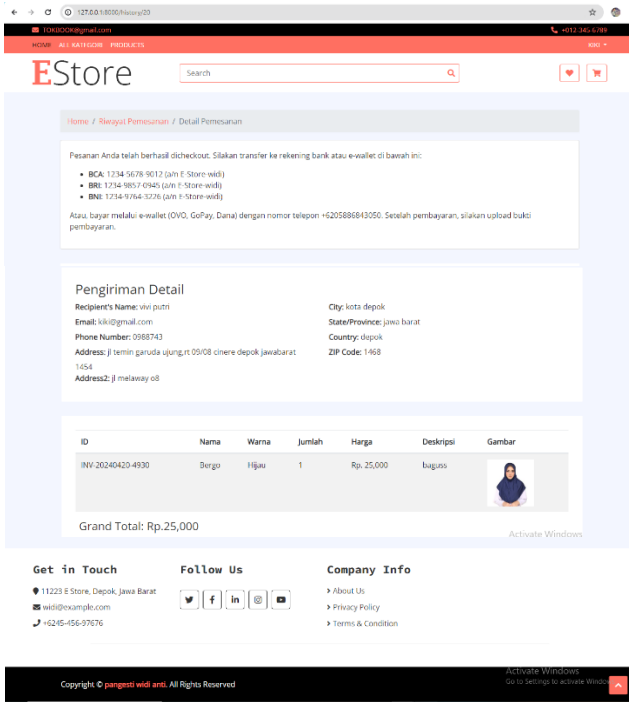 127.0.0.1:8000/history/20
TOKBOOK@gmail.com
+012 345 6789
HOME ALL KATEGORI PRODUCTS
KIKI
EStore
Search
Home / Riwayat Pemesanan / Detail Pemesanan
Pesanan Anda telah berhasil dicheckout. Silakan transfer ke rekening bank atau e-wallet di bawah ini:
BCA: 1234-5678-9012 (a/n E-Store-widi)
BRI: 1234-9857-0945 (a/n E-Store-widi)
BNI: 1234-9764-3226 (a/n E-Store-widi)
Atau, bayar melalui e-wallet (OVO, GoPay, Dana) dengan nomor telepon +6205886843050. Setelah pembayaran, silakan upload bukti
pembayaran.
Pengiriman Detail
Recipient's Name: vivi putri
City: kota depok
Email: kiki@gmail.com
State/Province: jawa barat
Phone Number: 0988743
Country: depok
Address: jl temin garuda ujung,rt 09/08 cinere depok jawabarat
ZIP Code: 1468
1454
Address2: jl melaway o8
ID Nama Warna Jumlah Harga Deskripsi Gambar
INV-20240420-4930 Bergo Hijau 1 Rp. 25,000 baguss
Grand Total: Rp.25,000
Activate Windows
Get in Touch
Follow Us
Company Info
11223 E Store, Depok, Jawa Barat
About Us
widi@example.com
Privacy Policy
+6245-456-97676
Terms & Condition
Activate Windows
Go to Settings to activate Windows
Copyright © pangesti widi anti. All Rights Reserved